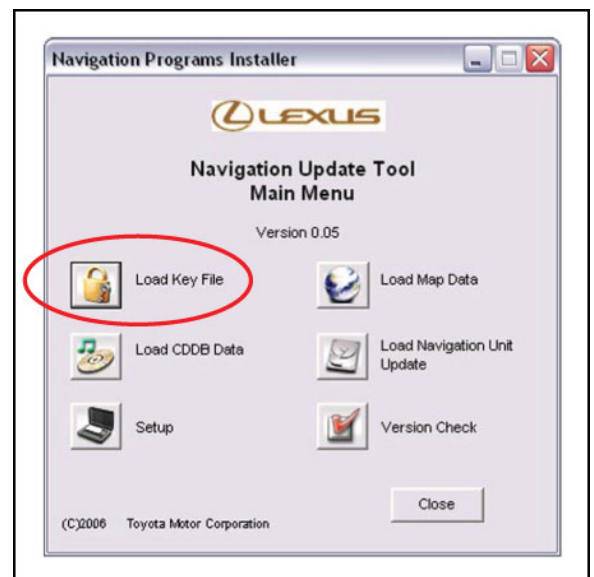 Navigation Programs Installer
LEXUS
Navigation Update Tool
Main Menu
Version 0.05
Load Key File
Load Map Data
Load CDDB Data
Load Navigation Unit
Update
Setup
Version Check
Close
(C)2006 Toyota Motor Corporation